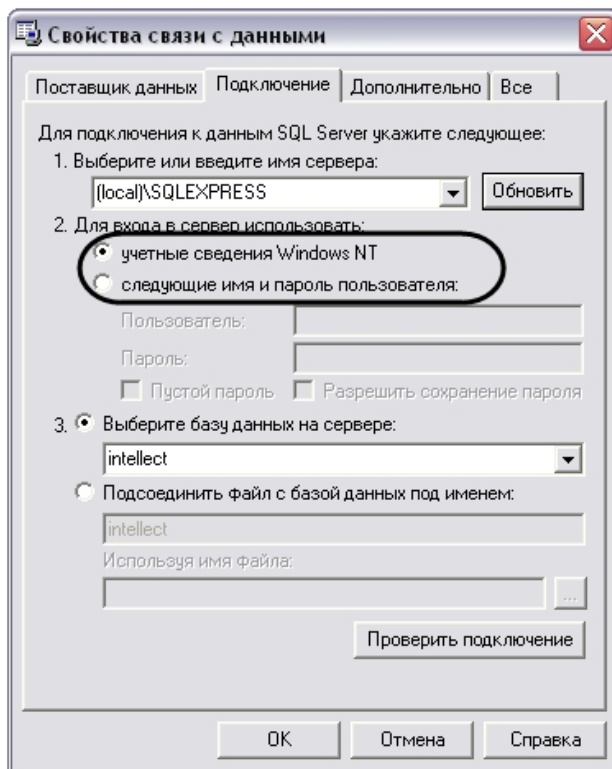 Свойства связи с данными
Поставщик данных Подключение Дополнительно Все
Для подключения к данным SQL Server укажите следующее:
1. Выберите или введите имя сервера:
(local)\SQLEXPRESS Обновить
2. Для входа в сервер использовать:
учетные сведения Windows NT
следующие имя и пароль пользователя:
Пользователь:
Пароль:
Пустой пароль Разрешить сохранение пароля
3. Выберите базу данных на сервере:
intellect
Подсоединить файл с базой данных под именем:
intellect
Используя имя файла:
...
Проверить подключение
OK Отмена Справка